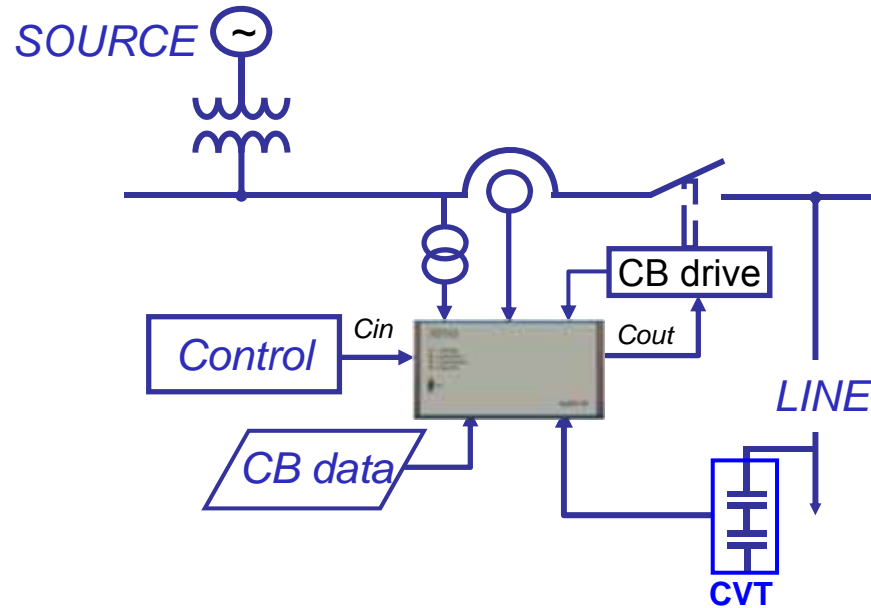 SOURCE
~
CB drive
Cin
Cout
Control
LINE
CB data
CVT